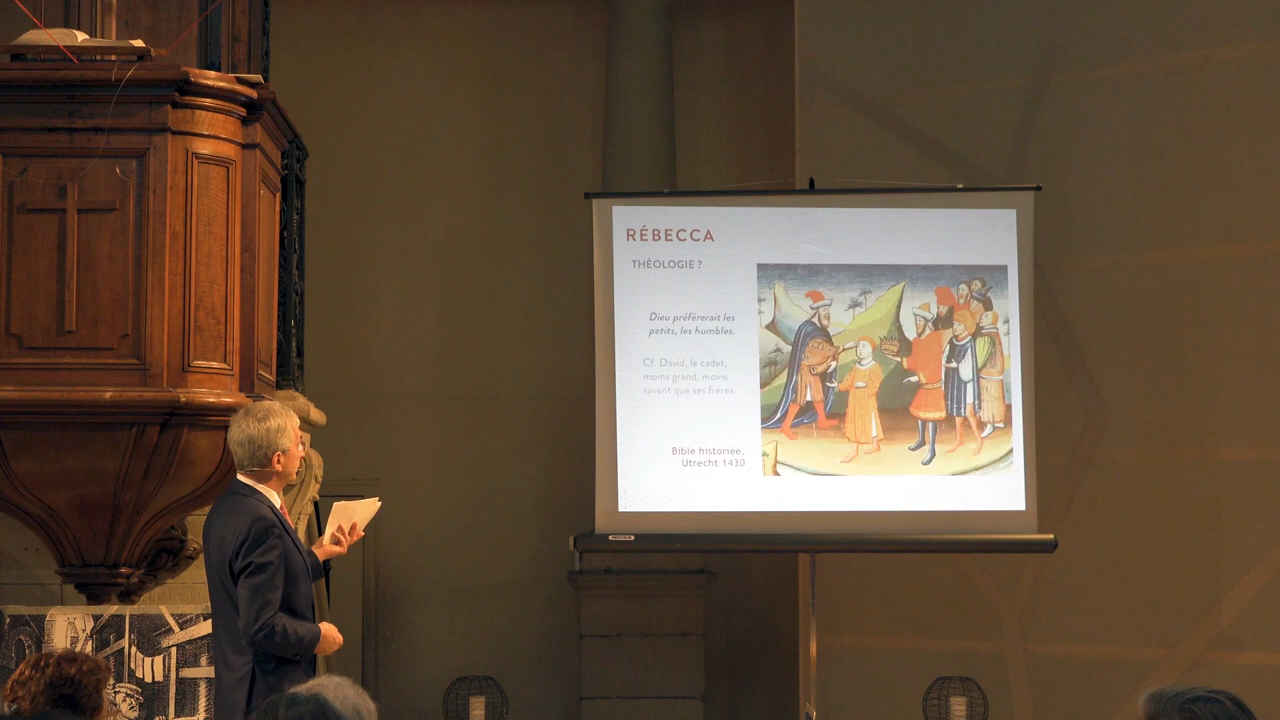 RÉBECCA
THÉOLOGIE ?
Dieu préfèrerait les
petits, les humbles.
Cf. David, le cadet,
moins grand, moins
savant que ses frères
Bible historiée,
Utrecht 1430